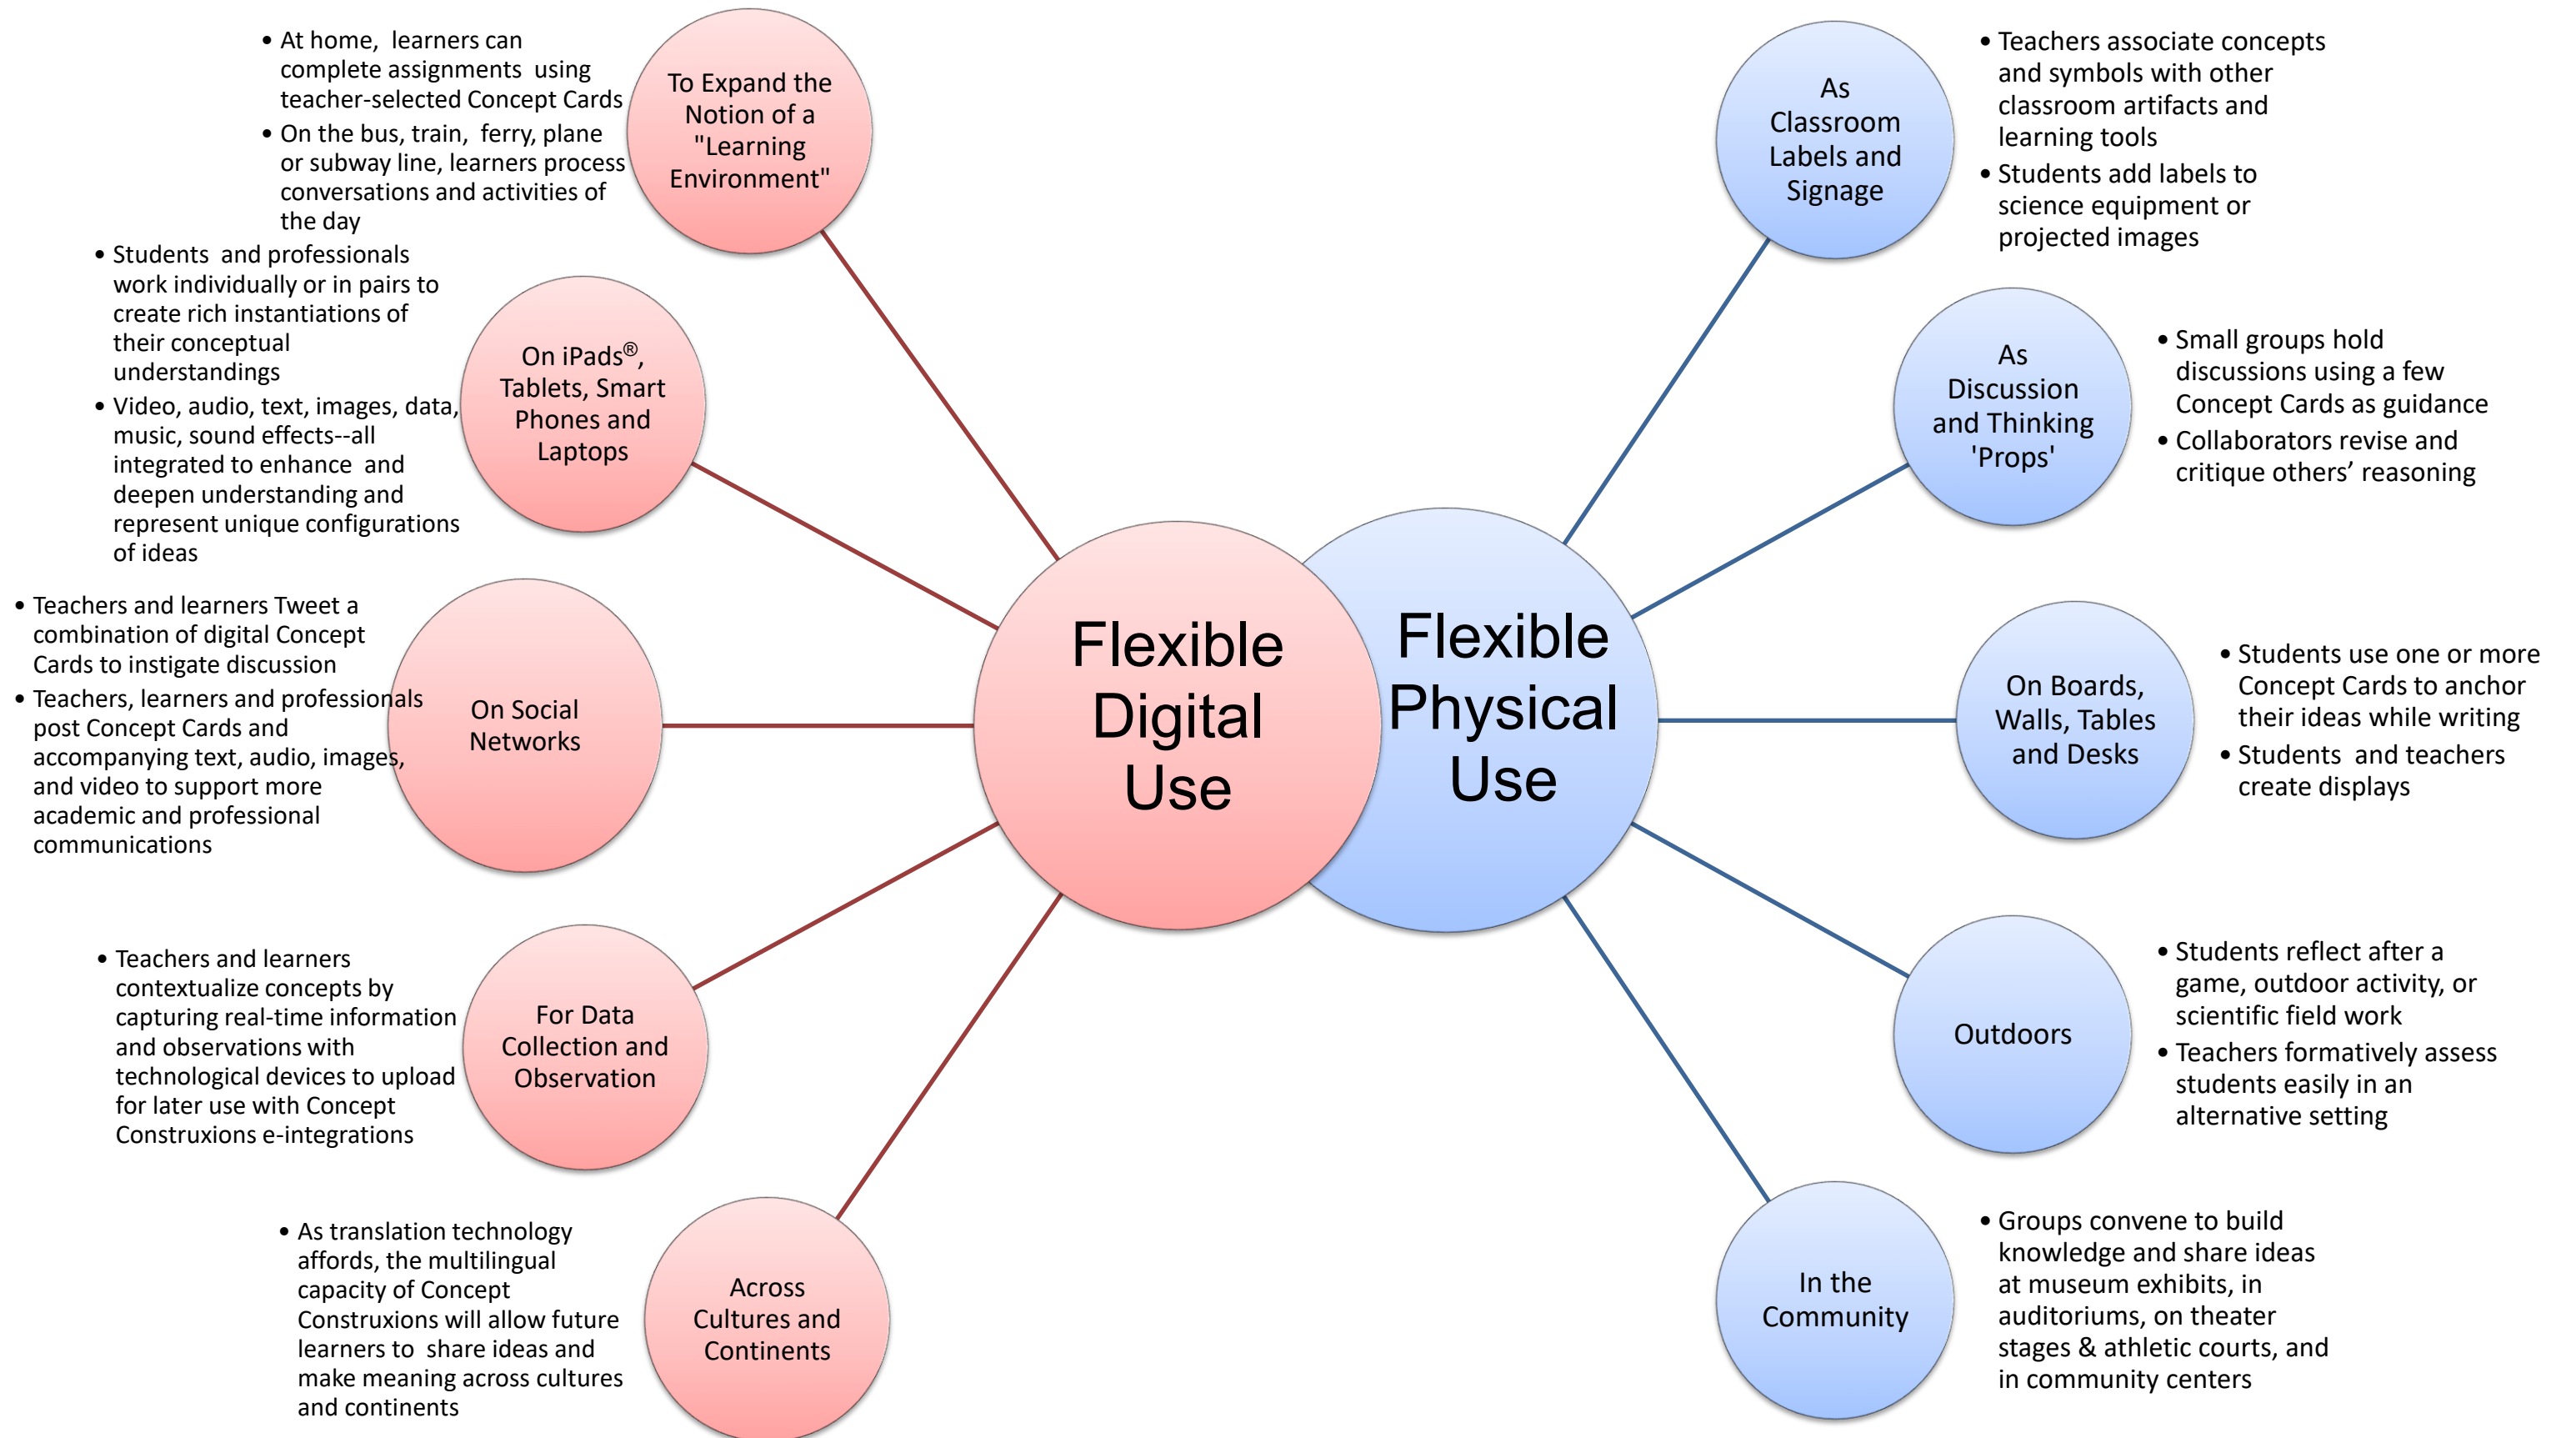 • At home, learners can
complete assignments using
teacher-selected Concept Cards
• On the bus, train, ferry, plane
or subway line, learners process
conversations and activities of
the day
To Expand the
Notion of a
"Learning
Environment"
• Students and professionals
work individually or in pairs to
create rich instantiations of
their conceptual
understandings
• Video, audio, text, images, data,
music, sound effects--all
integrated to enhance and
deepen understanding and
represent unique configurations
of ideas
On iPads®,
Tablets, Smart
Phones and
Laptops
• Teachers and learners Tweet a
combination of digital Concept
Cards to instigate discussion
• Teachers, learners and professionals
post Concept Cards and
accompanying text, audio, images,
and video to support more
academic and professional
communications
On Social
Networks
• Teachers and learners
contextualize concepts by
capturing real-time information
and observations with
technological devices to upload
for later use with Concept
Construxions e-integrations
For Data
Collection and
Observation
• As translation technology
affords, the multilingual
capacity of Concept
Construxions will allow future
learners to share ideas and
make meaning across cultures
and continents
Across
Cultures and
Continents
Flexible
Digital
Use
Flexible
Physical
Use
As
Classroom
Labels and
Signage
• Teachers associate concepts
and symbols with other
classroom artifacts and
learning tools
• Students add labels to
science equipment or
projected images
As
Discussion
and Thinking
'Props'
• Small groups hold
discussions using a few
Concept Cards as guidance
• Collaborators revise and
critique others’ reasoning
On Boards,
Walls, Tables
and Desks
• Students use one or more
Concept Cards to anchor
their ideas while writing
• Students and teachers
create displays
Outdoors
• Students reflect after a
game, outdoor activity, or
scientific field work
• Teachers formatively assess
students easily in an
alternative setting
In the
Community
• Groups convene to build
knowledge and share ideas
at museum exhibits, in
auditoriums, on theater
stages & athletic courts, and
in community centers